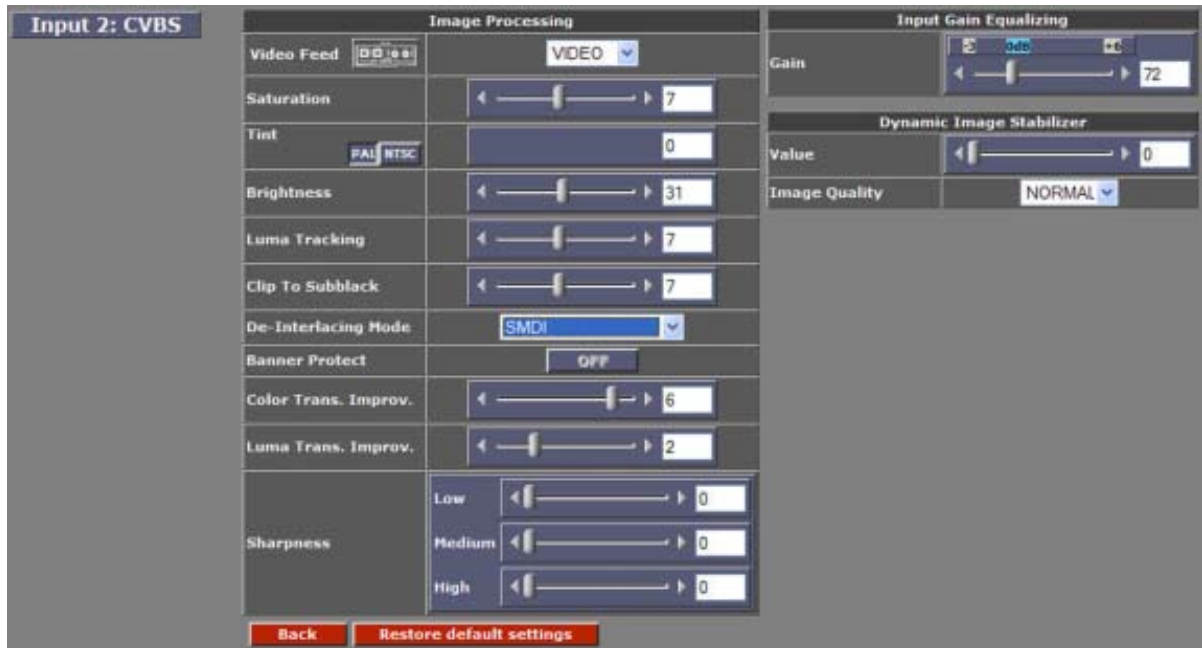 Input 2: CVBS
Image Processing
Video Feed VIDEO
Saturation 7
Tint PAL NTSC 0
Brightness 31
Luma Tracking 7
Clip To Subblack 7
De-Interlacing Mode SMDI
Banner Protect OFF
Color Trans. Improv. 6
Luma Trans. Improv. 2
Sharpness
Low 0
Medium 0
High 0
Back Restore default settings
Input Gain Equalizing
-3 0dB +6
Gain 72
Dynamic Image Stabilizer
Value 0
Image Quality NORMAL